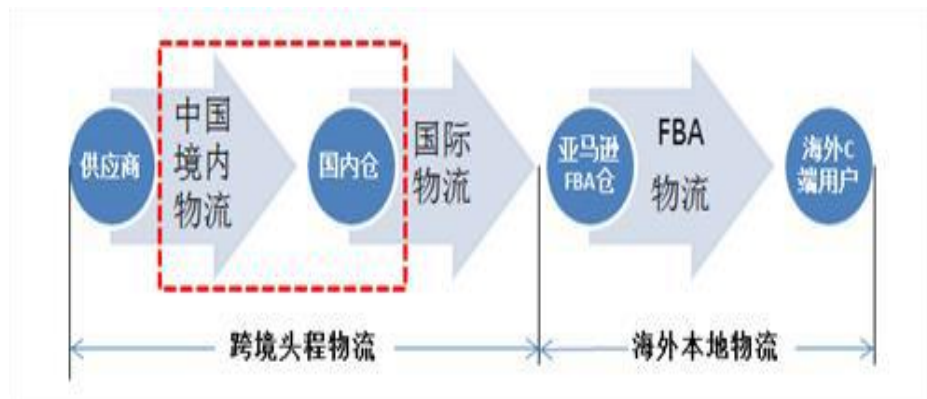 供应商
中国
境内
物流
国内仓
国际
物流
亚马逊
FBA仓
FBA
物流
海外C
端用户
跨境头程物流
海外本地物流